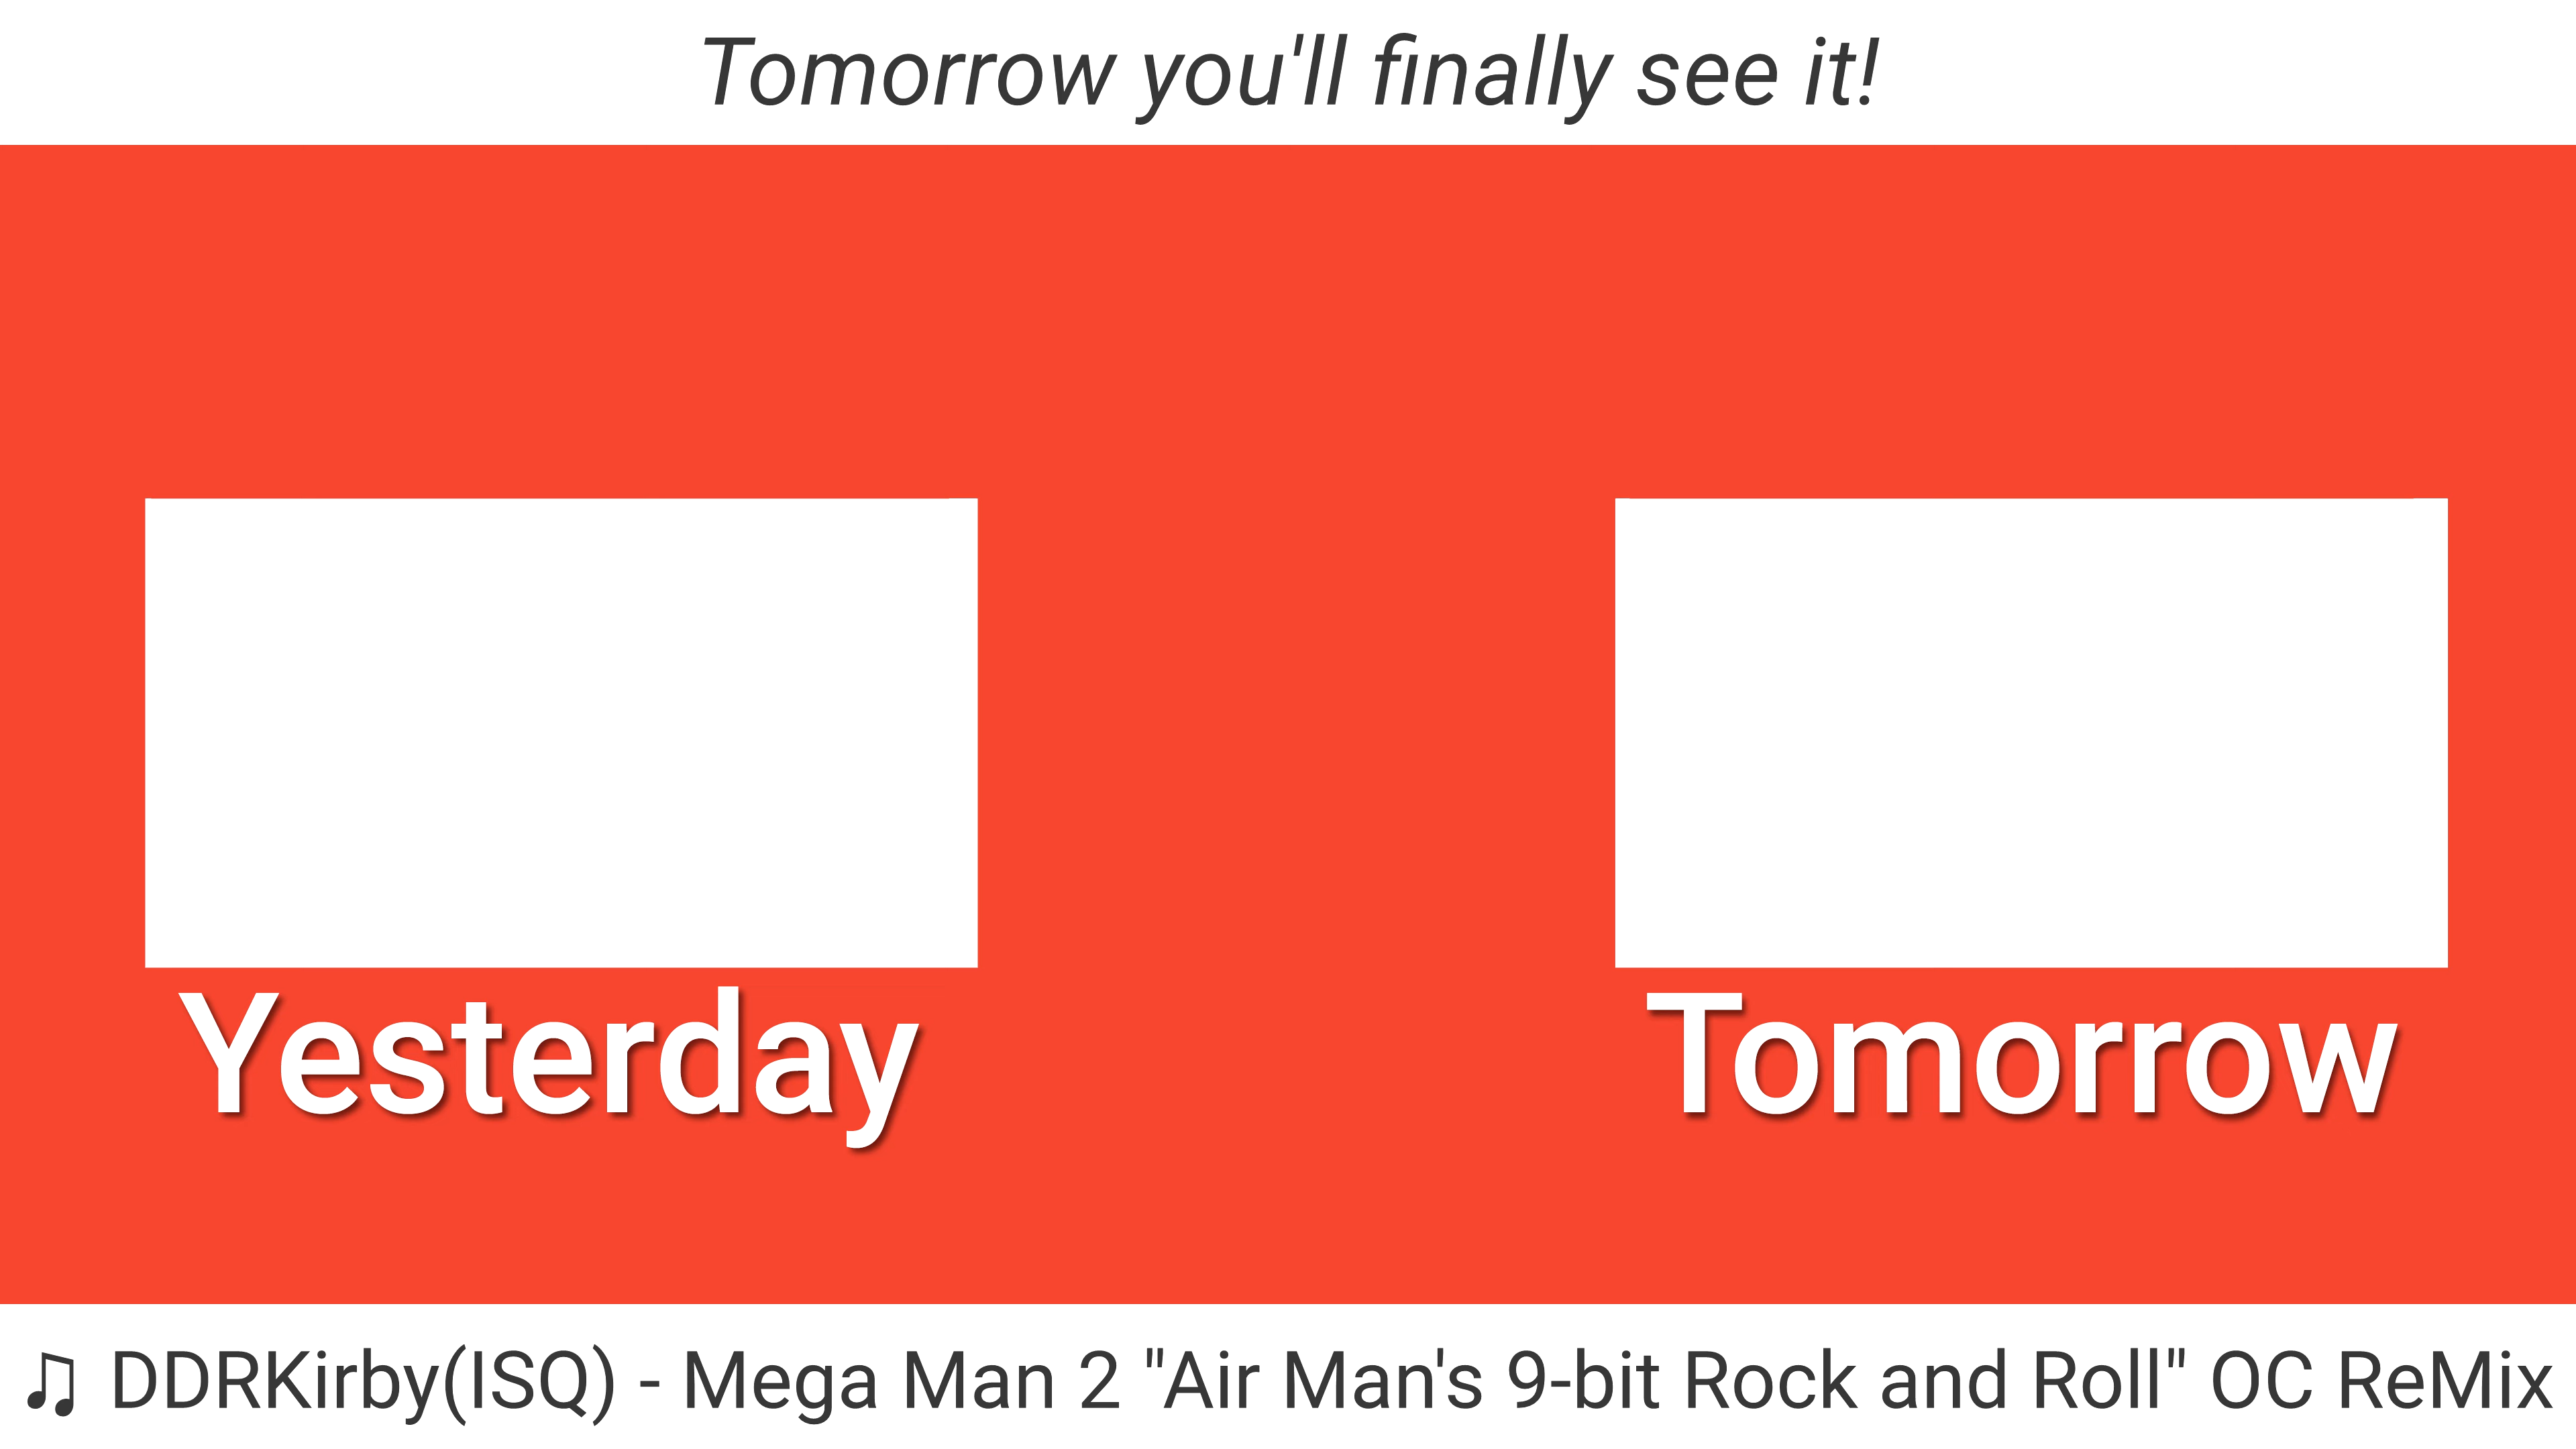 Tomorrow you'll finally see it!
Yesterday
Tomorrow
♫ DDRKirby(ISQ) - Mega Man 2 "Air Man's 9-bit Rock and Roll" OC ReMix